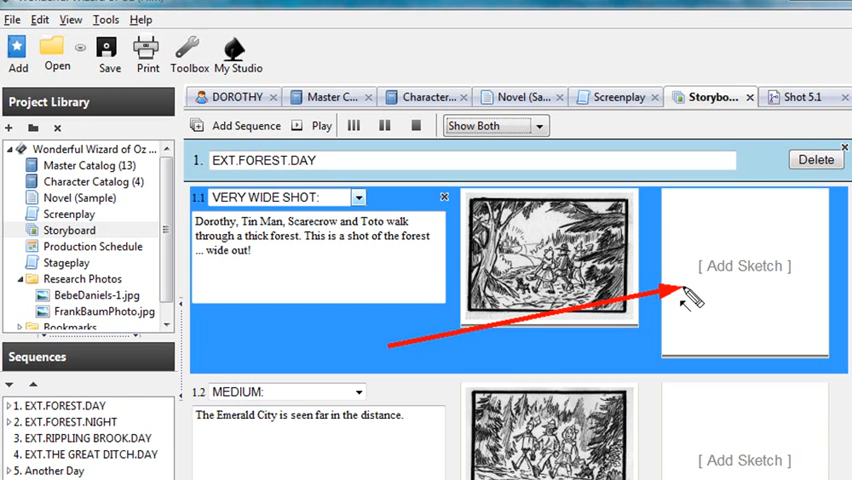 File Edit View Tools Help
Add Open Save Print Toolbox My Studio
Project Library
DOROTHY Master C... Character... Novel (Sa... Screenplay Storybo... Shot 5.1
Add Sequence Play Show Both
1. EXT.FOREST.DAY Delete
Wonderful Wizard of Oz ...
Master Catalog (13)
Character Catalog (4)
Novel (Sample)
Screenplay
Storyboard
Production Schedule
Stageplay
Research Photos
BebeDaniels-1.jpg
FrankBaumPhoto.jpg
Bookmarks
1.1 VERY WIDE SHOT:
Dorothy, Tin Man, Scarecrow and Toto walk
through a thick forest. This is a shot of the forest
... wide out!
[ Add Sketch ]
Sequences
1. EXT.FOREST.DAY
2. EXT.FOREST.NIGHT
3. EXT.RIPPLING BROOK.DAY
4. EXT.THE GREAT DITCH.DAY
5. Another Day
1.2 MEDIUM:
The Emerald City is seen far in the distance.
[ Add Sketch ]